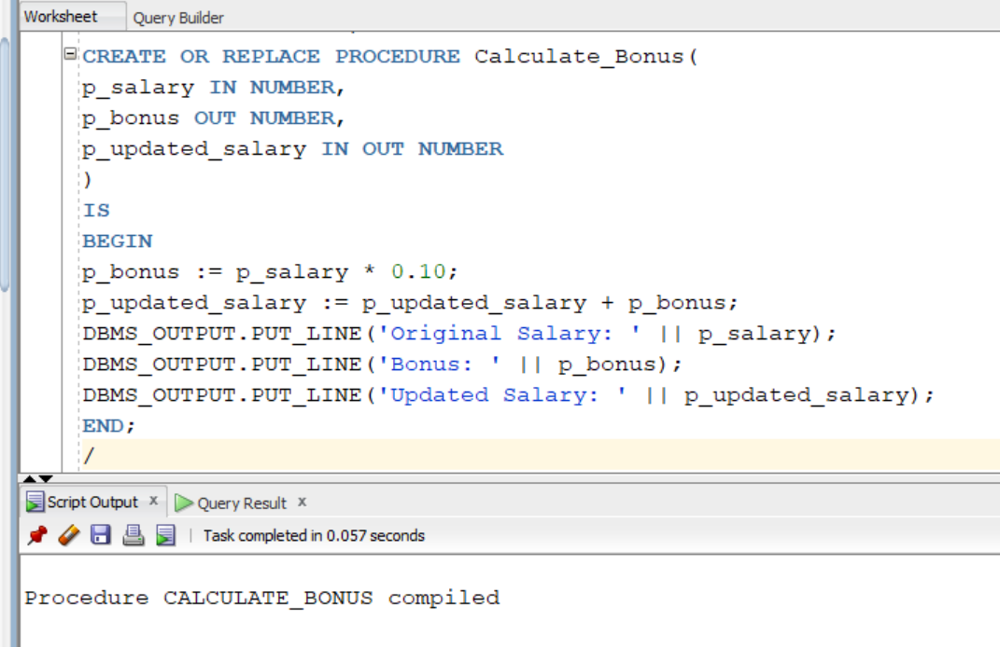 Worksheet Query Builder
CREATE OR REPLACE PROCEDURE Calculate_Bonus(
p_salary IN NUMBER,
p_bonus OUT NUMBER,
p_updated_salary IN OUT NUMBER
)
IS
BEGIN
p_bonus := p_salary * 0.10;
p_updated_salary := p_updated_salary + p_bonus;
DBMS_OUTPUT.PUT_LINE('Original Salary: ' || p_salary);
DBMS_OUTPUT.PUT_LINE('Bonus: ' || p_bonus);
DBMS_OUTPUT.PUT_LINE('Updated Salary: ' || p_updated_salary);
END;
/
Script Output x Query Result x
Task completed in 0.057 seconds
Procedure CALCULATE_BONUS compiled